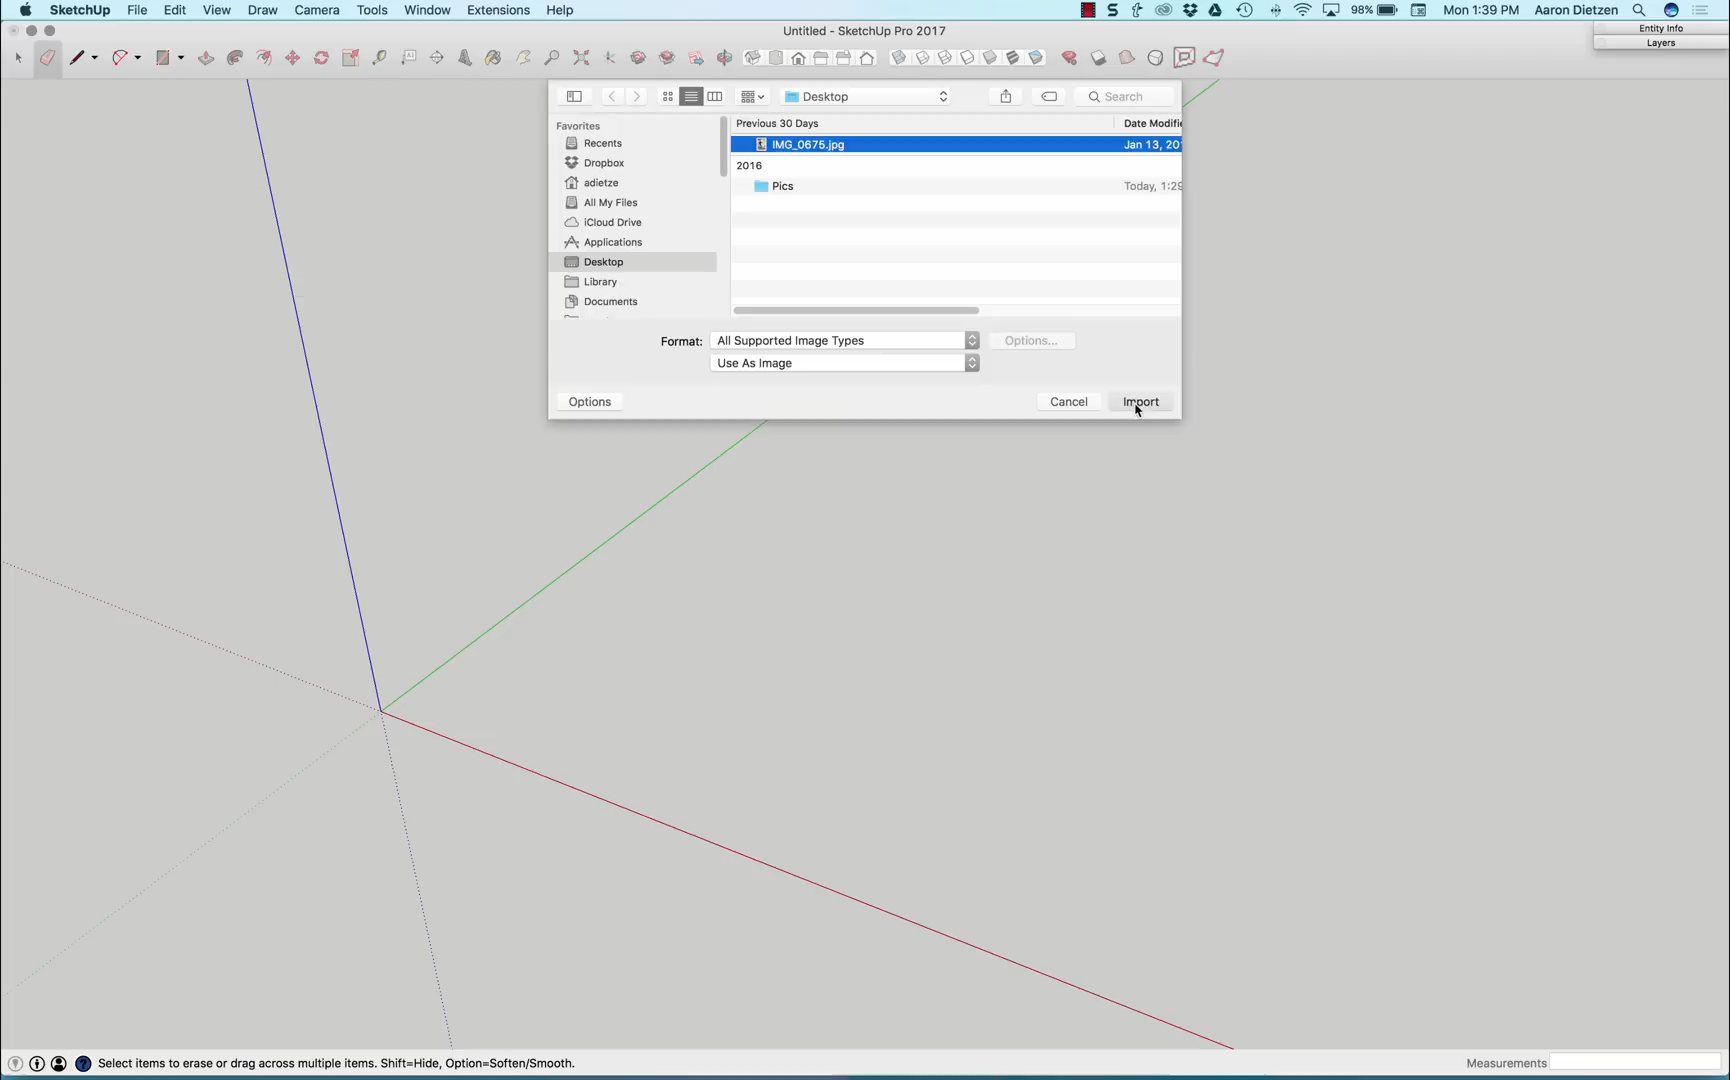 SketchUp File Edit View Draw Camera Tools Window Extensions Help 98% Mon 1:39 PM Aaron Dietzen
Untitled - SketchUp Pro 2017
Entity Info
Layers
Desktop
Search
Favorites
Recents
Dropbox
adietze
All My Files
iCloud Drive
Applications
Desktop
Library
Documents
Previous 30 Days Date Modifie
IMG_0675.jpg Jan 13, 20
2016
Pics Today, 1:29
Format: All Supported Image Types Options...
Use As Image
Options Cancel Import
Select items to erase or drag across multiple items. Shift=Hide, Option=Soften/Smooth.
Measurements